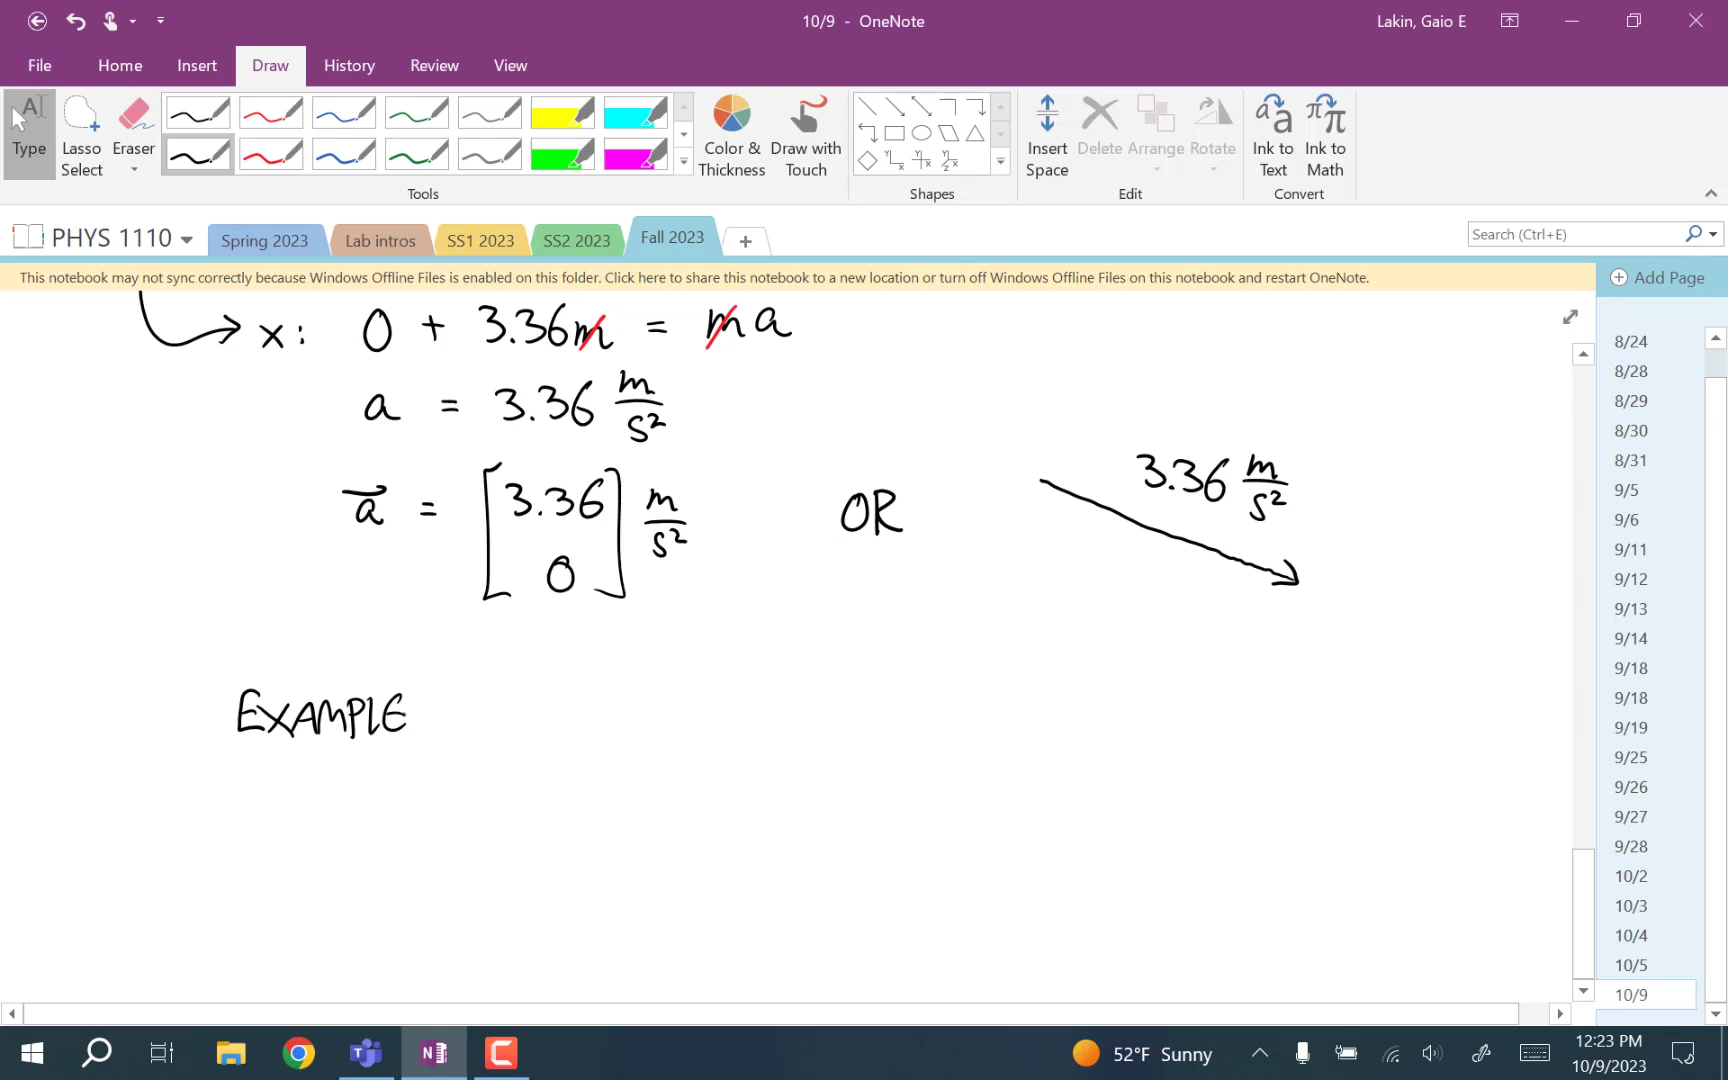 10/9 - OneNote
Lakin, Gaio E
File Home Insert Draw History Review View
Type
Lasso Select
Eraser
Color & Thickness
Draw with Touch
Insert Space
Delete
Arrange
Rotate
Ink to Text
Ink to Math
Tools Shapes Edit Convert
PHYS 1110
Spring 2023 Lab intros SS1 2023 SS2 2023 Fall 2023
Search (Ctrl+E)
This notebook may not sync correctly because Windows Offline Files is enabled on this folder. Click here to share this notebook to a new location or turn off Windows Offline Files on this notebook and restart OneNote.
Add Page
x: 0 + 3.36m = ma
a = 3.36 m/s²
a⃗ = [3.36 0] m/s² OR 3.36 m/s²
EXAMPLE
8/24
8/28
8/29
8/30
8/31
9/5
9/6
9/11
9/12
9/13
9/14
9/18
9/18
9/19
9/25
9/26
9/27
9/28
10/2
10/3
10/4
10/5
10/9
52°F Sunny
12:23 PM
10/9/2023